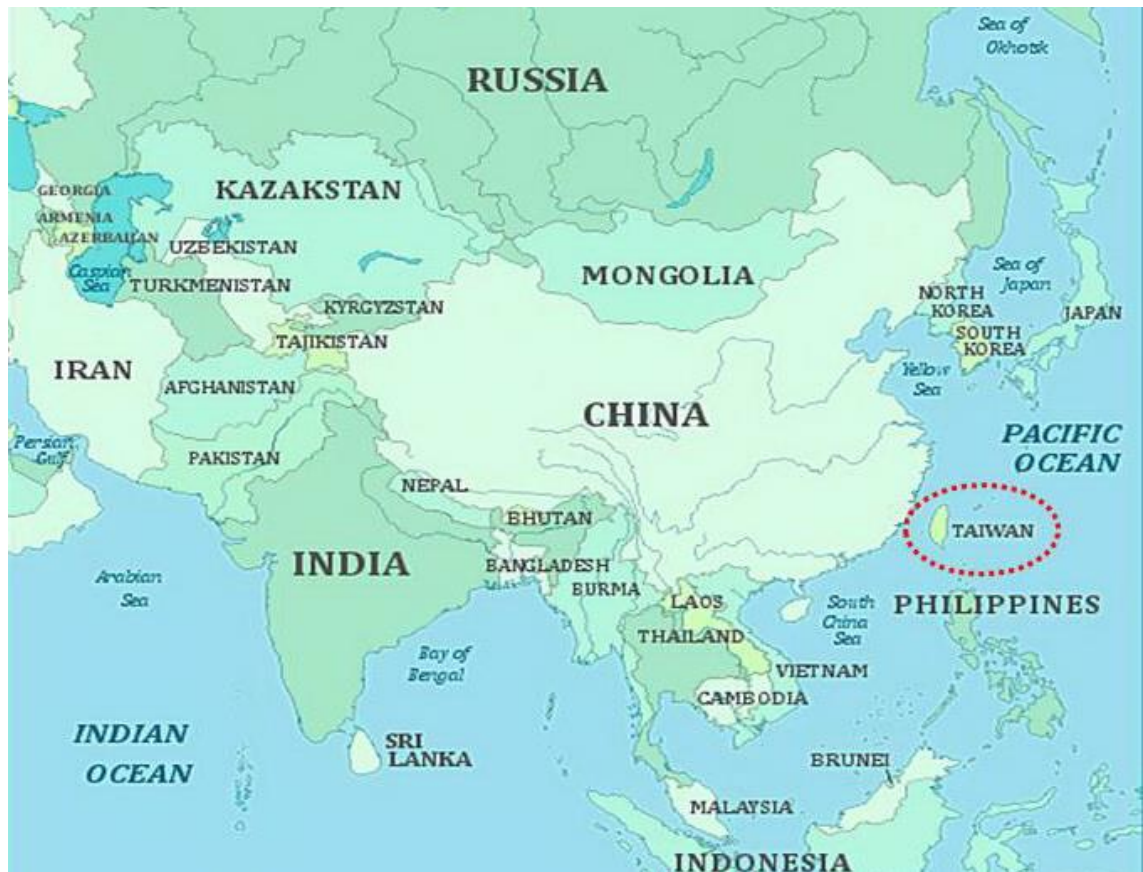 Sea of
Okhotsk
RUSSIA
KAZAKSTAN
GEORGIA
ARMENIA
AZERBAIJAN
UZBEKISTAN
Caspian
Sea
TURKMENISTAN
MONGOLIA
Sea of
Japan
NORTH
KOREA
JAPAN
KYRGYZSTAN
TAJIKISTAN
SOUTH
KOREA
IRAN
AFGHANISTAN
Yellow
Sea
CHINA
PACIFIC
OCEAN
Persian
Gulf
PAKISTAN
NEPAL
BHUTAN
TAIWAN
INDIA
BANGLADESH
BURMA
Arabian
Sea
LAOS
South
China
Sea
PHILIPPINES
THAILAND
Bay of
Bengal
VIETNAM
CAMBODIA
INDIAN
OCEAN
SRI
LANKA
BRUNEI
MALAYSIA
INDONESIA